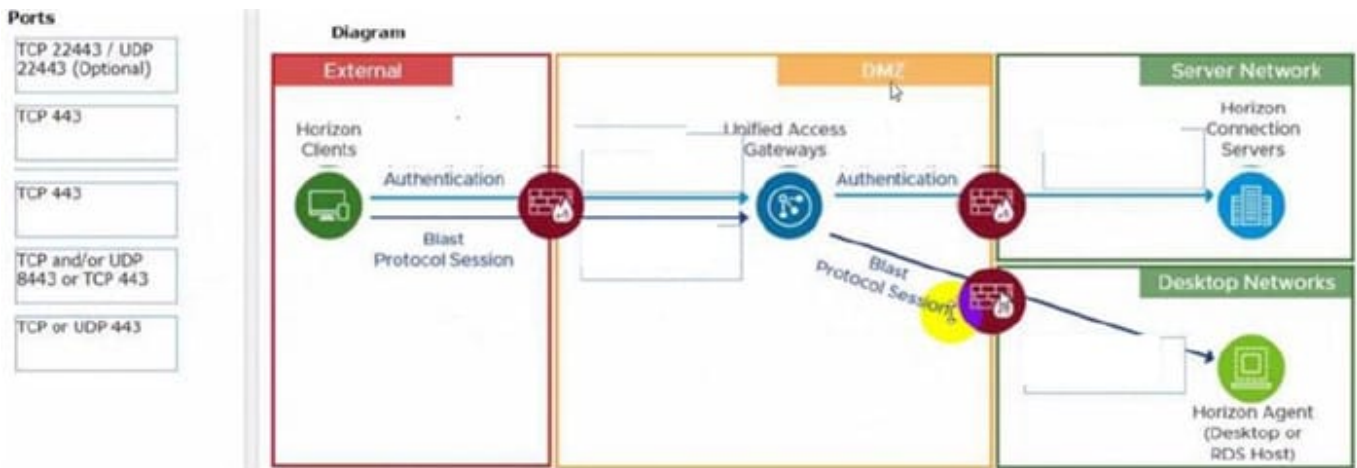 Ports
TCP 22443 / UDP
22443 (Optional)
TCP 443
TCP 443
TCP and/or UDP
8443 or TCP 443
TCP or UDP 443
Diagram
External
DMZ
Server Network
Horizon
Clients
Authentication
Blast
Protocol Session
Unified Access
Gateways
Authentication
Blast
Protocol Session
Horizon
Connection
Servers
Desktop Networks
Horizon Agent
(Desktop or
RDS Host)